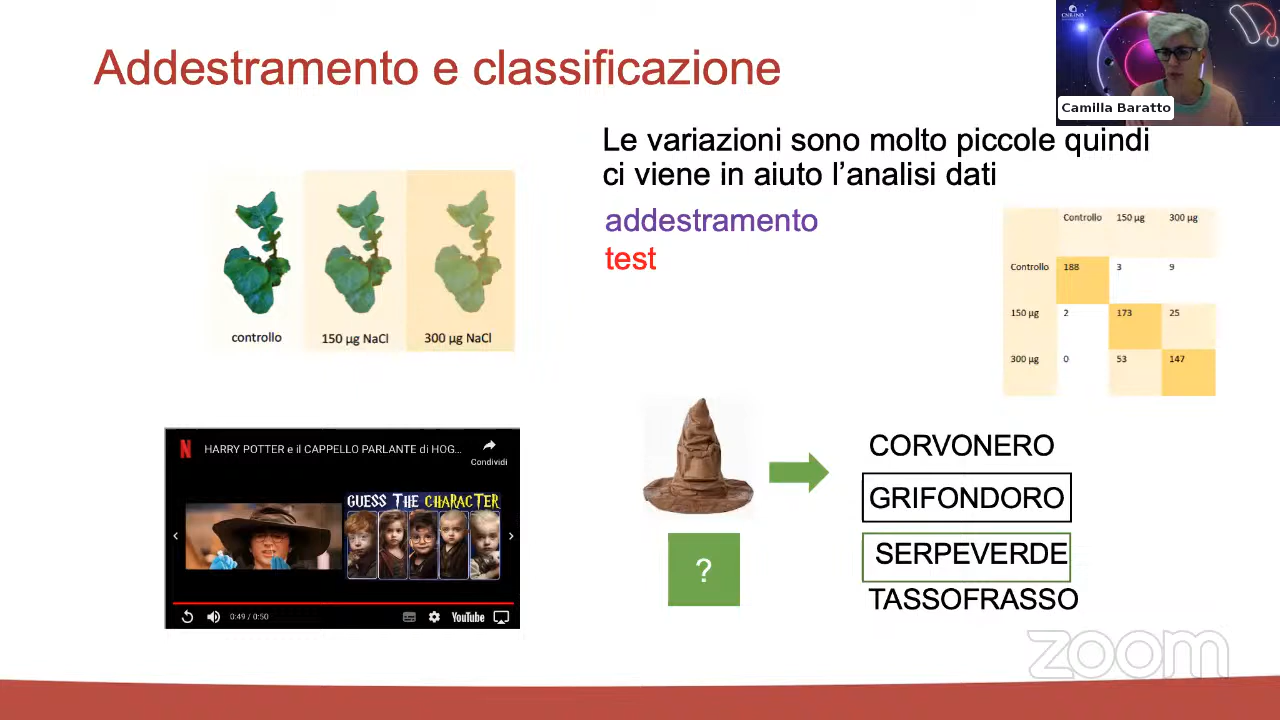 Addestramento e classificazione
CNR-INO
Camilla Baratto
Le variazioni sono molto piccole quindi
ci viene in aiuto l'analisi dati
addestramento
test
controllo
150 µg NaCl
300 µg NaCl
Controllo 150 µg 300 µg
Controllo 188 3 9
150 µg 2 173 25
300 µg 0 53 147
HARRY POTTER e il CAPPELLO PARLANTE di HOG...
Condividi
GUESS THE CHARACTER
0:49 / 0:50
YouTube
?
CORVONERO
GRIFONDORO
SERPEVERDE
TASSOFRASSO
zoom